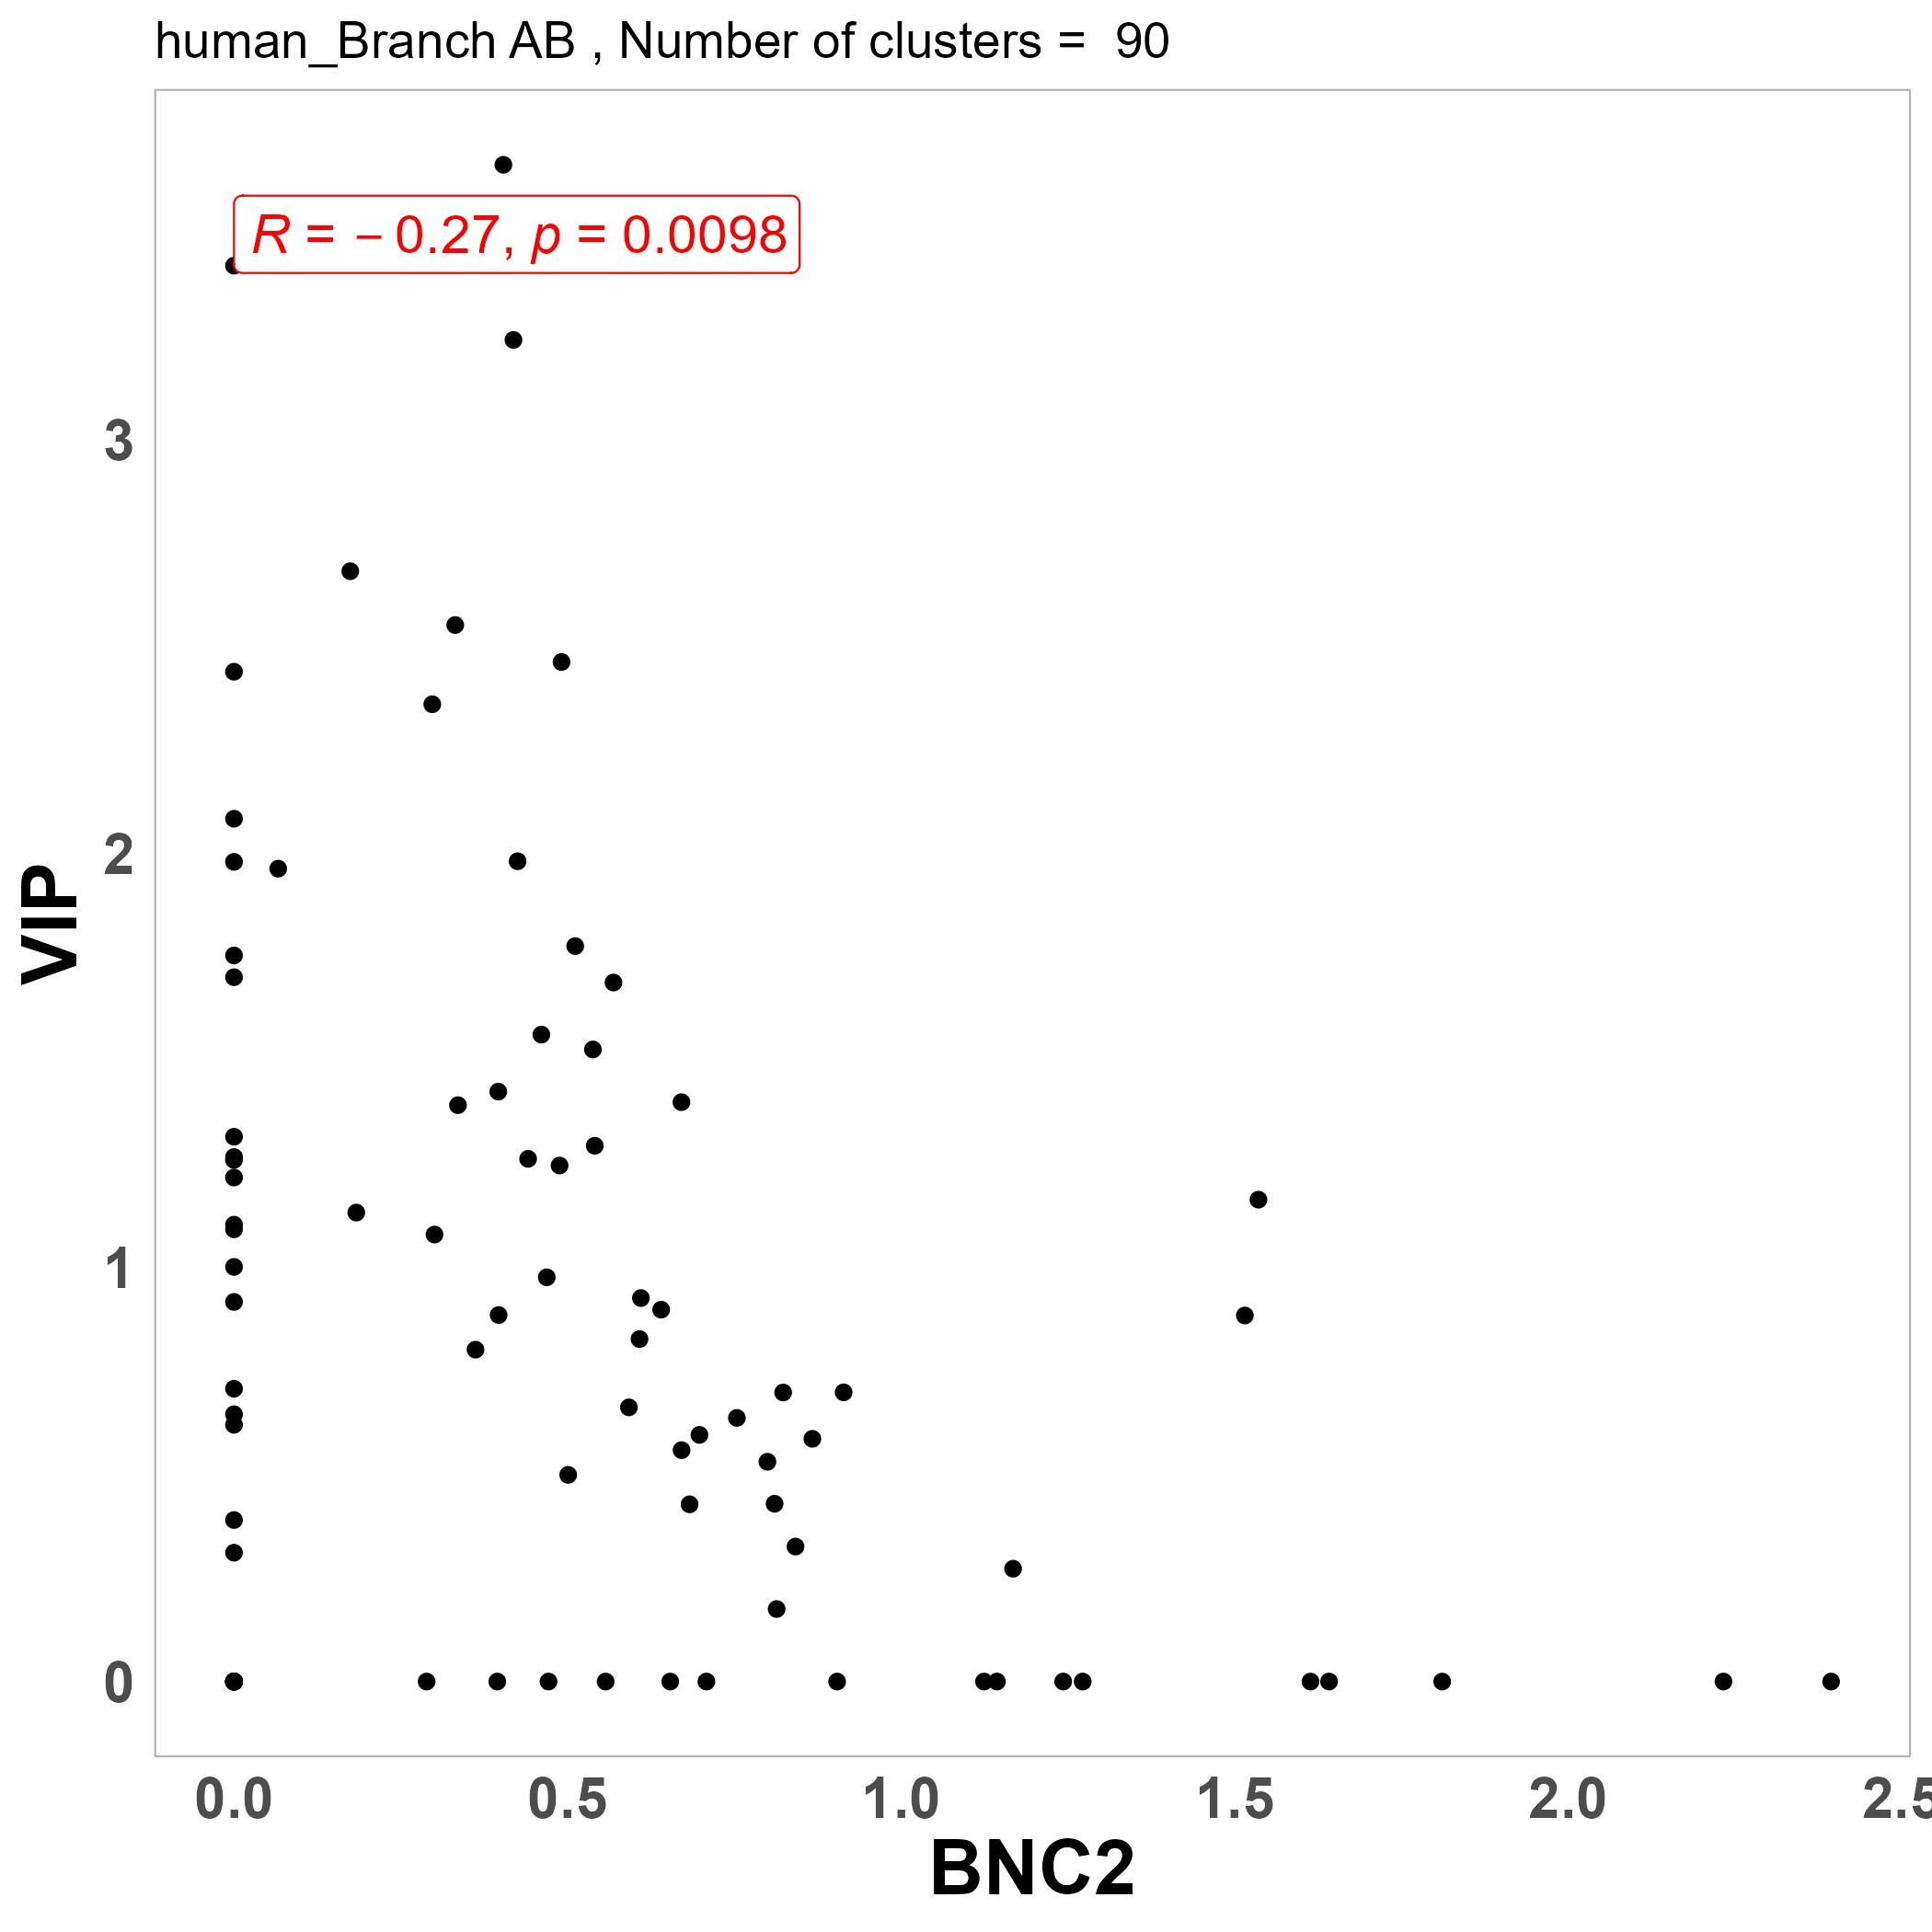 human_Branch AB , Number of clusters =  90
R = − 0.27, p = 0.0098
3
2
1
0
VIP
0.0 0.5 1.0 1.5 2.0 2.5
BNC2